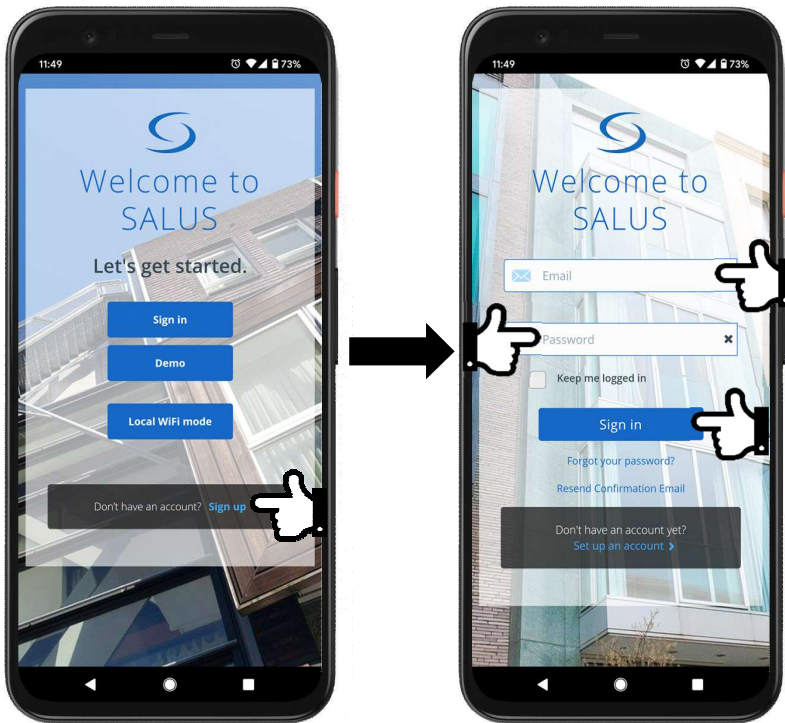 11:49
73%
Welcome to
SALUS
Let's get started.
Sign in
Demo
Local WiFi mode
Don't have an account? Sign up
11:49
73%
Welcome to
SALUS
Email
Password
Keep me logged in
Sign in
Forgot your password?
Resend Confirmation Email
Don't have an account yet?
Set up an account